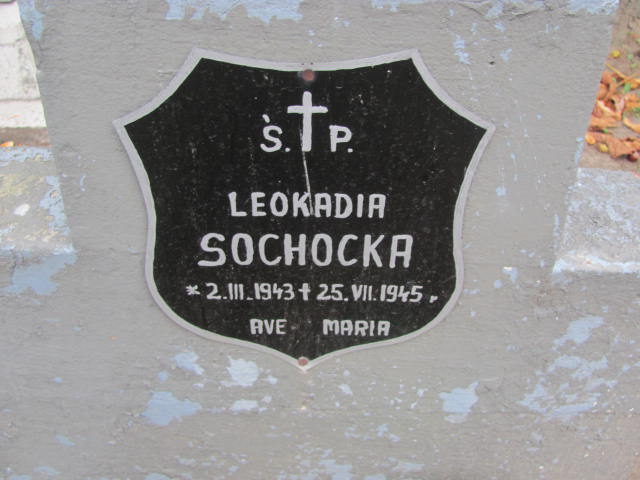 Ś. P.
LEOKADIA
SOCHOCKA
* 2.III.1943 † 25.VII.1945 r.
AVE MARIA